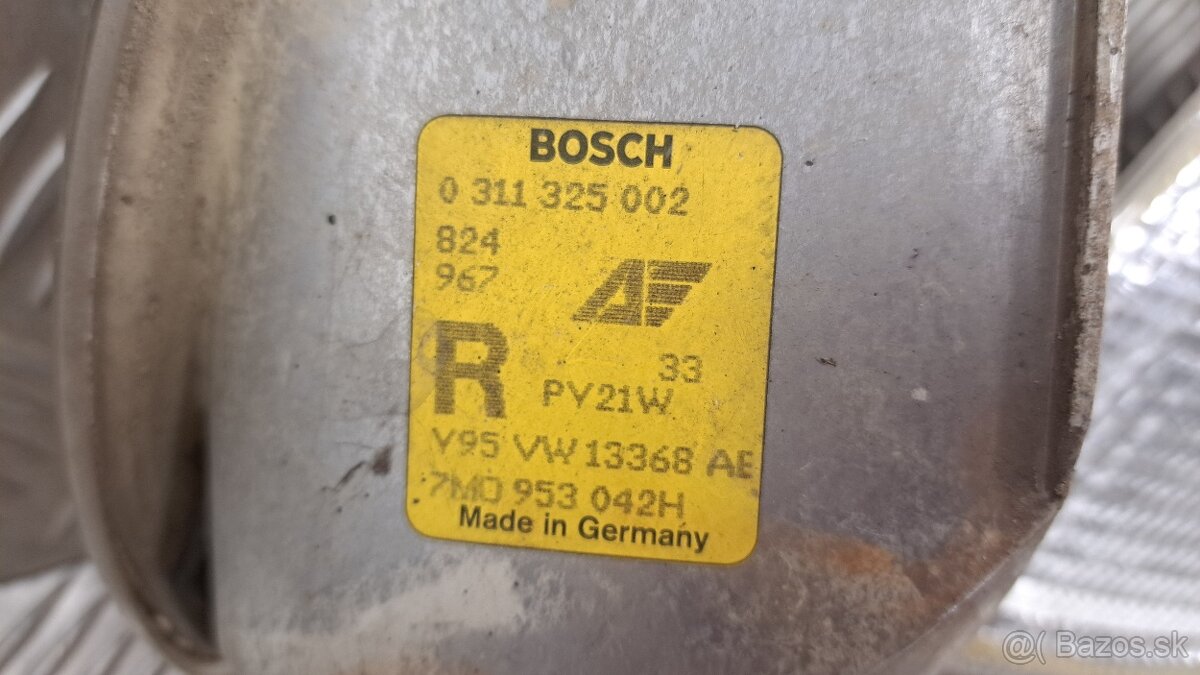 BOSCH
0 311 325 002
824
967
AF
R
33
PY21W
V95 VW 13368 AE
7M0 953 042H
Made in Germany
@( Bazos.sk